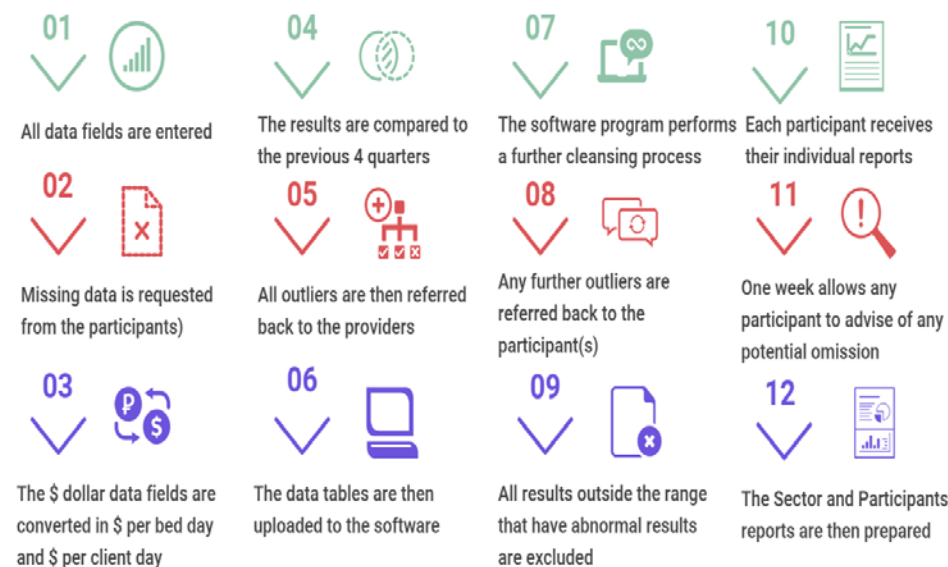 01
All data fields are entered
02
Missing data is requested
from the participants)
03
The $ dollar data fields are
converted in $ per bed day
and $ per client day
04
The results are compared to
the previous 4 quarters
05
All outliers are then referred
back to the providers
06
The data tables are then
uploaded to the software
07
The software program performs
a further cleansing process
08
Any further outliers are
referred back to the
participant(s)
09
All results outside the range
that have abnormal results
are excluded
10
Each participant receives
their individual reports
11
One week allows any
participant to advise of any
potential omission
12
The Sector and Participants
reports are then prepared